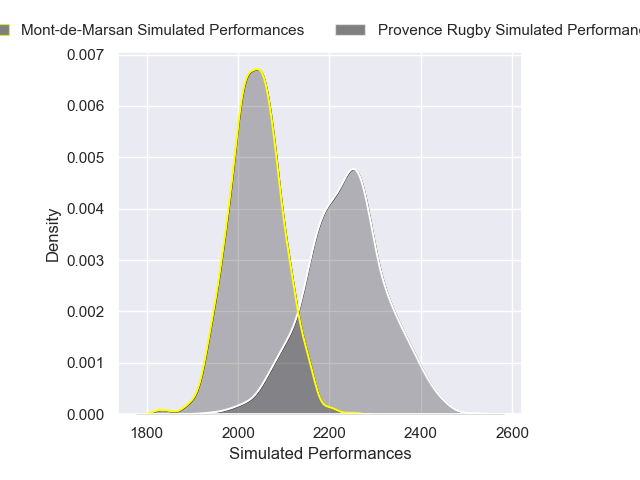 Mont-de-Marsan Simulated Performances Provence Rugby Simulated
0.007
0.006
0.005
0.004
0.003
0.002
0.001
0.000
Density
1800 2000 2200 2400 2600
Simulated Performances